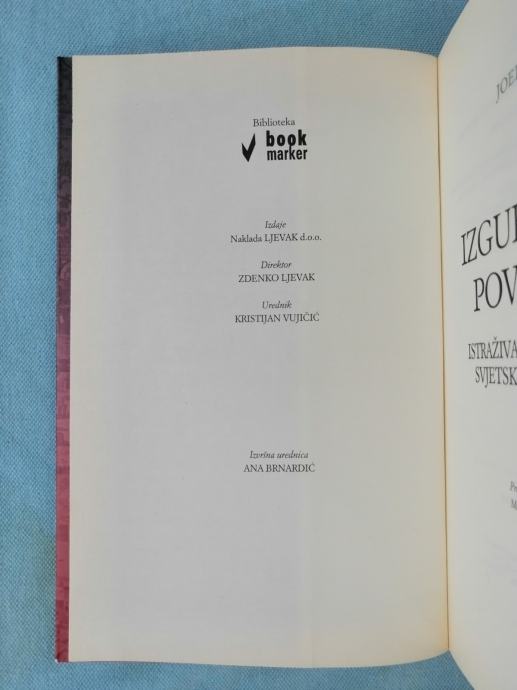 Biblioteka
book
marker
Izdaje
Naklada LJEVAK d.o.o.
Direktor
ZDENKO LJEVAK
Urednik
KRISTIJAN VUJIČIĆ
Izvršna urednica
ANA BRNARDIĆ